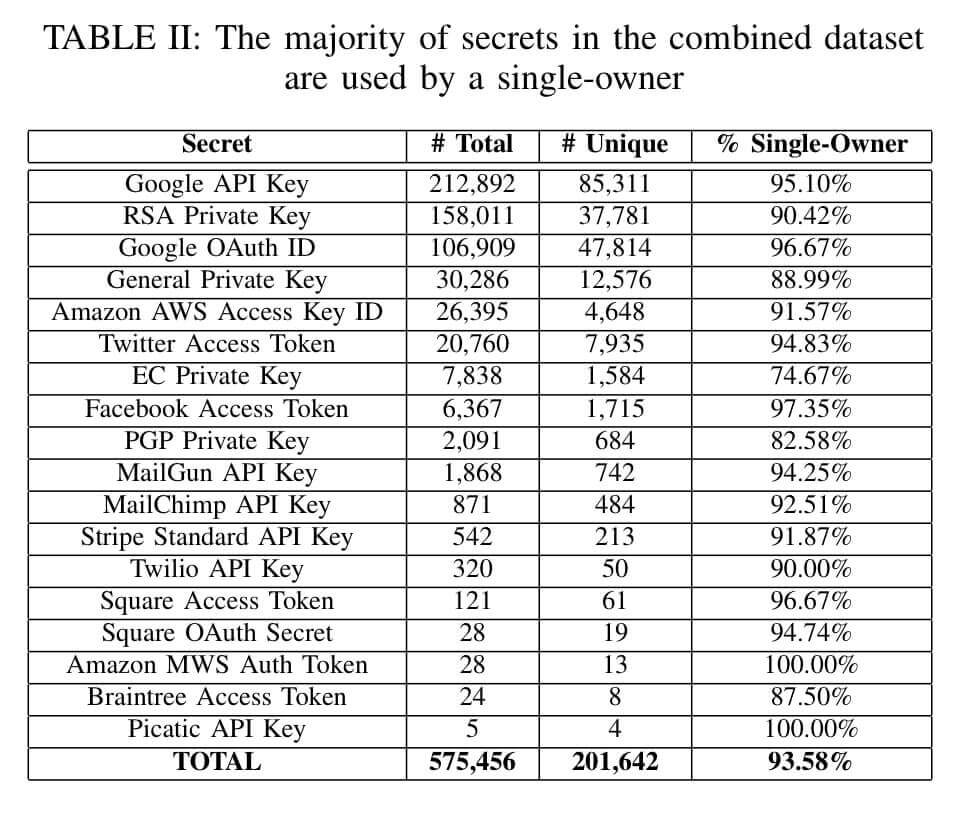 TABLE II: The majority of secrets in the combined dataset
are used by a single-owner
Secret # Total # Unique % Single-Owner
Google API Key 212,892 85,311 95.10%
RSA Private Key 158,011 37,781 90.42%
Google OAuth ID 106,909 47,814 96.67%
General Private Key 30,286 12,576 88.99%
Amazon AWS Access Key ID 26,395 4,648 91.57%
Twitter Access Token 20,760 7,935 94.83%
EC Private Key 7,838 1,584 74.67%
Facebook Access Token 6,367 1,715 97.35%
PGP Private Key 2,091 684 82.58%
MailGun API Key 1,868 742 94.25%
MailChimp API Key 871 484 92.51%
Stripe Standard API Key 542 213 91.87%
Twilio API Key 320 50 90.00%
Square Access Token 121 61 96.67%
Square OAuth Secret 28 19 94.74%
Amazon MWS Auth Token 28 13 100.00%
Braintree Access Token 24 8 87.50%
Picatic API Key 5 4 100.00%
TOTAL 575,456 201,642 93.58%